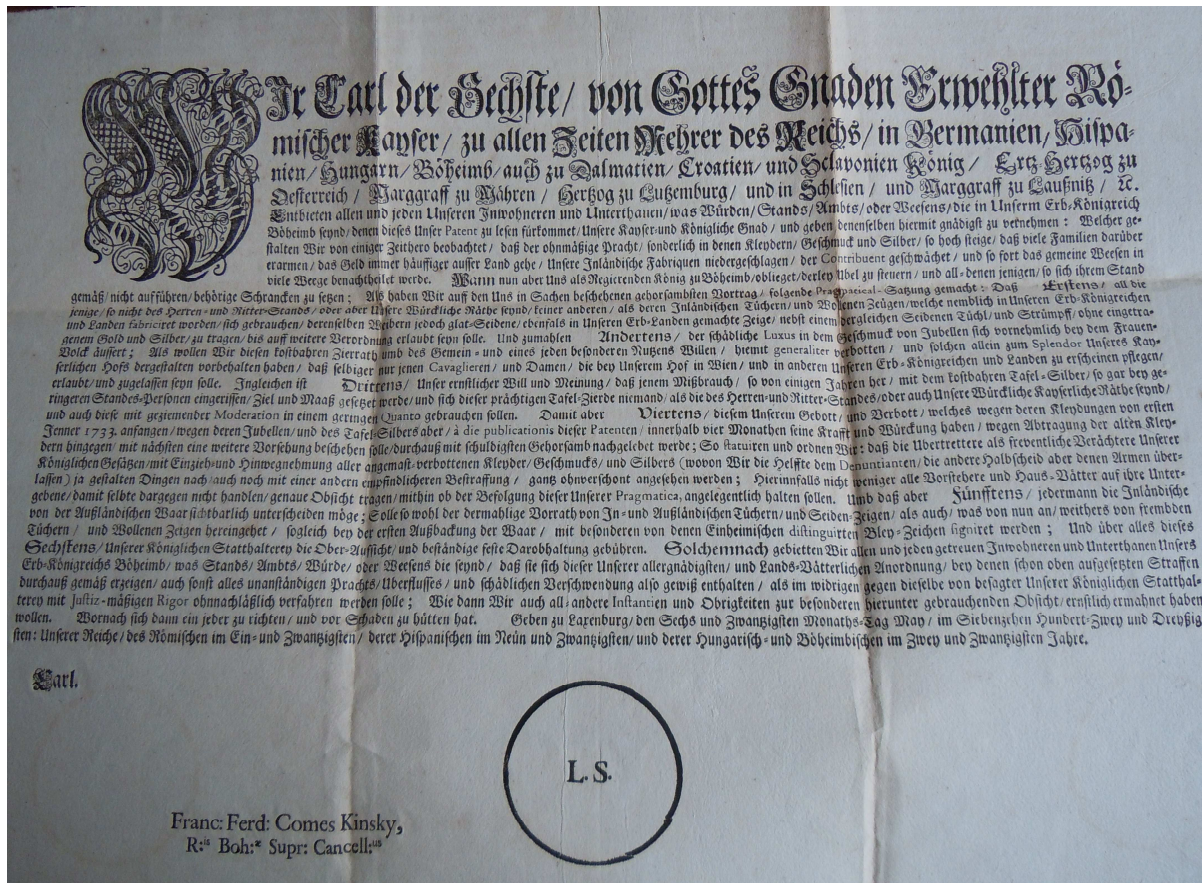 Wir Carl der Sechste / von Gottes Gnaden Erwehlter Rö-
mischer Kayser / zu allen Zeiten Mehrer des Reichs / in Germanien / Hispa-
nien / Hungarn / Böheimb / auch zu Dalmatien / Croatien / und Sclavonien König / Ertz-Hertzog zu
Oesterreich / Marggraff zu Mähren / Hertzog zu Lutzemburg / und in Schlesien / und Marggraff zu Laußnitz / ꝛc.
Entbieten allen und jeden Unseren Inwohneren und Unterthanen / was Würden / Stands / Ambts / oder Weesens / die in Unserm Erb-Königreich
Böheimb seynd / denen dieses Unser Patent zu lesen fürkommet / Unsere Kayser- und Königliche Gnad / und geben denenselben hiermit gnädigst zu vernehmen : Welcher ge-
stalten Wir von einiger Zeithero beobachtet / daß der ohnmäßige Pracht / sonderlich in denen Kleydern / Geschmuck und Silber / so hoch steige / daß viele Familien darüber
erarmen / das Geld immer häuffiger ausser Land gehe / Unsere Inländische Fabriquen niedergeschlagen / der Contribuent geschwächet / und so fort das gemeine Weesen in
viele Weege benachtheilet werde. Wann nun aber Uns als Regierenden König zu Böheimb / oblieget / derley Ubel zu steuern / und all-denen jenigen / so sich ihrem Stand
gemäß / nicht aufführen / behörige Schrancken zu setzen ; Als haben Wir auff den Uns in Sachen beschehenen gehorsambsten Vortrag / folgende Pragmatical-Satzung gemacht : Daß Erstens / all die
jenige / so nicht des Herren- und Ritter-Stands / oder aber Unsere Würckliche Räthe seynd / keiner anderen / als deren Inländischen Tüchern / und Wollenen Zeügen / welche nemblich in Unseren Erb-Königreichen
und Landen fabriciret worden / sich gebrauchen / derenselben Weibern jedoch glat-Seidene / ebenfals in Unseren Erb-Landen gemachte Zeige / nebst einem dergleichen Seidenen Tüchl / und Strümpf / ohne eingetra-
genem Gold und Silber / zu tragen / bis auff weitere Verordnung erlaubt seyn solle. Und zumahlen Andertens / der schädliche Luxus in dem Geschmuck von Jubellen sich vornehmlich bey dem Frauen-
Volck äussert ; Als wollen Wir diesen kostbahren Zierrath umb des Gemein- und eines jeden besonderen Nutzens Willen / hiemit generaliter verbotten / und solchen allein zum Splendor Unseres Kay-
serlichen Hofs dergestalten vorbehalten haben / daß selbiger nur jenen Cavaglieren / und Damen / die bey Unserem Hof in Wien / und in anderen Unseren Erb-Königreichen und Landen zu erscheinen pflegen /
erlaubt / und zugelassen seyn solle. Ingleichen ist Drittens / Unser ernstlicher Will und Meinung / daß jenem Mißbrauch / so von einigen Jahren her / mit dem kostbahren Tafel-Silber / so gar bey ge-
ringeren Standes-Personen eingerissen / Ziel und Maaß gesetzet werde / und sich dieser prächtigen Tafel-Zierde niemand / als die des Herren- und Ritter-Standes / oder auch Unsere Würckliche Kayserliche Räthe seynd /
und auch diese mit geziemender Moderation in einem geringen Quanto gebrauchen sollen. Damit aber Viertens / diesem Unserem Gebott / und Verbott / welches wegen deren Kleydungen von ersten
Jenner 1733. anfangen / wegen deren Jubellen / und des Tafel-Silbers aber / à die publicationis dieser Patenten / innerhalb vier Monathen seine Krafft und Würckung haben / wegen Abtragung der alten Kley-
dern hingegen / mit nächsten eine weitere Vorsehung beschehen solle / durchauß mit schuldigsten Gehorsamb nachgelebet werde ; So statuiren und ordnen Wir : daß die Ubertrettere als freventliche Verächtere Unserer
Königlichen Gesätzen / mit Einzieh- und Hinwegnehmung aller angemast-verbottenen Kleyder / Geschmucks / und Silbers ( wovon Wir die Helffte dem Denuntianten / die andere Halbscheid aber denen Armen über-
lassen ) ja gestalten Dingen nach / auch noch mit einer andern empfindlicheren Bestraffung / gantz ohnverschont angesehen werden ; Hierinnfalls nicht weniger alle Vorstehere und Haus-Vätter auf ihre Unter-
gebene / damit selbte dargegen nicht handlen / genaue Obsicht tragen / mithin ob der Befolgung dieser Unserer Pragmatica, angelegentlich halten sollen. Umb daß aber Fünfftens / jedermann die Inländische
von der Außländischen Waar sichtbarlich unterscheiden möge ; Solle so wohl der dermahlige Vorrath von In- und Außländischen Tüchern / und Seiden-Zeigen / als auch / was von nun an / weithers von frembden
Tüchern / und Wollenen Zeigen hereingehet / sogleich bey der ersten Außbackung der Waar / mit besonderen von denen Einheimischen distinguirten Bley-Zeichen signiret werden ; Und über alles dieses
Sechstens / Unserer Königlichen Statthalterey die Ober-Aufsicht / und beständige feste Darobhaltung gebühren. Solchemnach gebietten Wir allen und jeden getreuen Inwohneren und Unterthanen Unsers
Erb-Königreichs Böheimb / was Stands / Ambts / Würde / oder Weesens die seynd / daß sie sich dieser Unserer allergnädigsten / und Lands-Vätterlichen Anordnung / bey denen schon oben aufgesetzten Straffen
durchauß gemäß erzeigen / auch sonst alles unanständigen Prachts / Uberflusses / und schädlichen Verschwendung also gewiß enthalten / als im widrigen gegen dieselbe von besagter Unserer Königlichen Statthal-
terey mit Justiz-mäßigen Rigor ohnnachläßlich verfahren werden solle ; Wie dann Wir auch all-andere Instantien und Obrigkeiten zur besonderen hierunter gebrauchenden Obsicht / ernstlich ermahnet haben
wollen. Wornach sich dann ein jeder zu richten / und vor Schaden zu hütten hat. Geben zu Laxenburg / den Sechs und Zwantzigsten Monaths-Tag May / im Siebenzehen Hundert-Zwey und Dreyßig-
sten : Unserer Reiche / des Römischen im Ein- und Zwantzigsten / derer Hispanischen im Neün und Zwantzigsten / und derer Hungarisch- und Böheimbischen im Zwey und Zwantzigsten Jahre.
Carl.
L. S.
Franc: Ferd: Comes Kinsky,
R:is Boh:æ Supr: Cancell:us